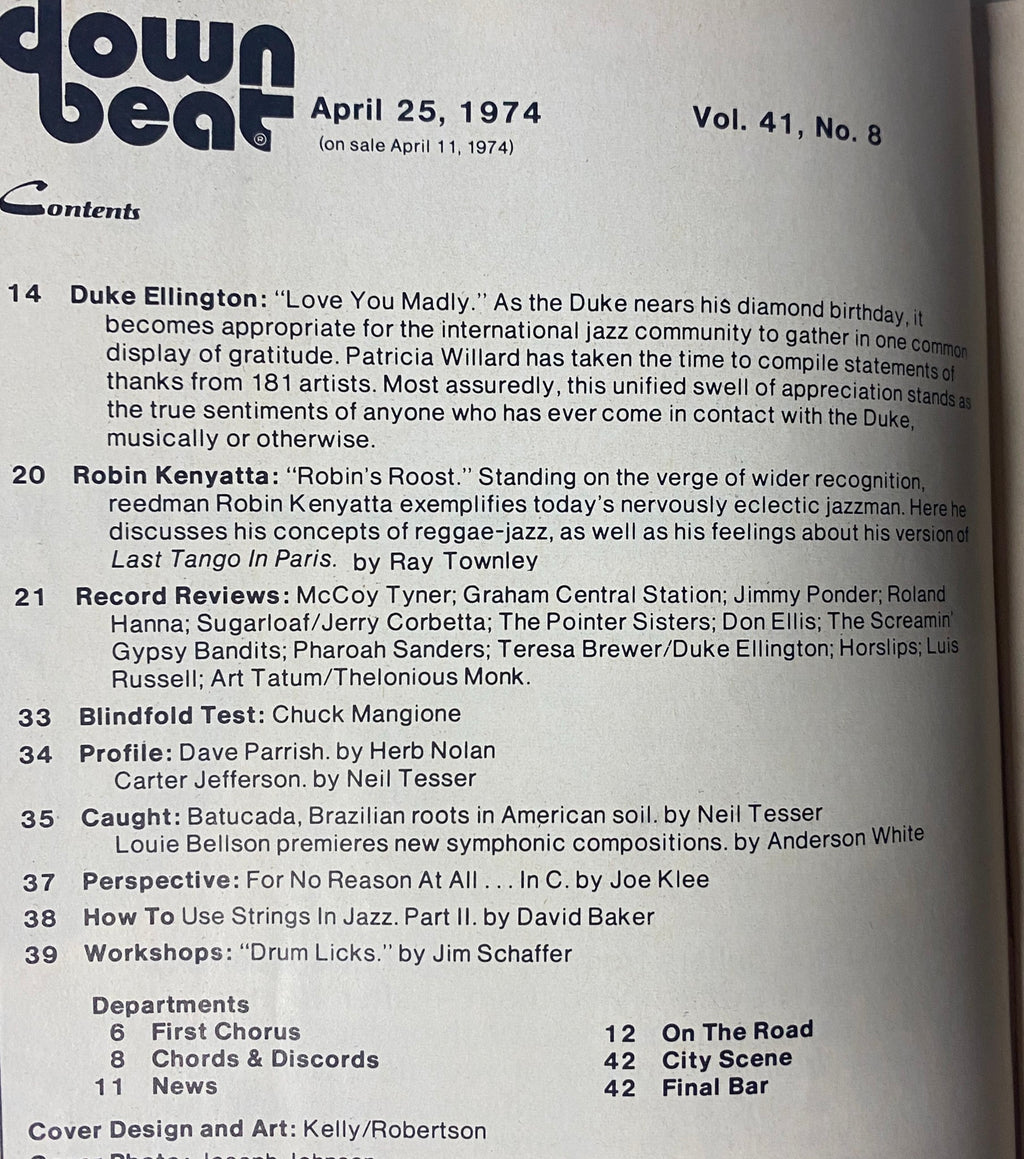 down
beat®
April 25, 1974
Vol. 41, No. 8
(on sale April 11, 1974)
Contents
14 Duke Ellington: "Love You Madly." As the Duke nears his diamond birthday, it
becomes appropriate for the international jazz community to gather in one common
display of gratitude. Patricia Willard has taken the time to compile statements of
thanks from 181 artists. Most assuredly, this unified swell of appreciation stands as
the true sentiments of anyone who has ever come in contact with the Duke,
musically or otherwise.
20 Robin Kenyatta: "Robin's Roost." Standing on the verge of wider recognition,
reedman Robin Kenyatta exemplifies today's nervously eclectic jazzman. Here he
discusses his concepts of reggae-jazz, as well as his feelings about his version of
Last Tango In Paris. by Ray Townley
21 Record Reviews: McCoy Tyner; Graham Central Station; Jimmy Ponder; Roland
Hanna; Sugarloaf/Jerry Corbetta; The Pointer Sisters; Don Ellis; The Screamin'
Gypsy Bandits; Pharoah Sanders; Teresa Brewer/Duke Ellington; Horslips; Luis
Russell; Art Tatum/Thelonious Monk.
33 Blindfold Test: Chuck Mangione
34 Profile: Dave Parrish. by Herb Nolan
Carter Jefferson. by Neil Tesser
35 Caught: Batucada, Brazilian roots in American soil. by Neil Tesser
Louie Bellson premieres new symphonic compositions. by Anderson White
37 Perspective: For No Reason At All . . . In C. by Joe Klee
38 How To Use Strings In Jazz. Part II. by David Baker
39 Workshops: "Drum Licks." by Jim Schaffer
Departments
6 First Chorus
8 Chords & Discords
11 News
12 On The Road
42 City Scene
42 Final Bar
Cover Design and Art: Kelly/Robertson